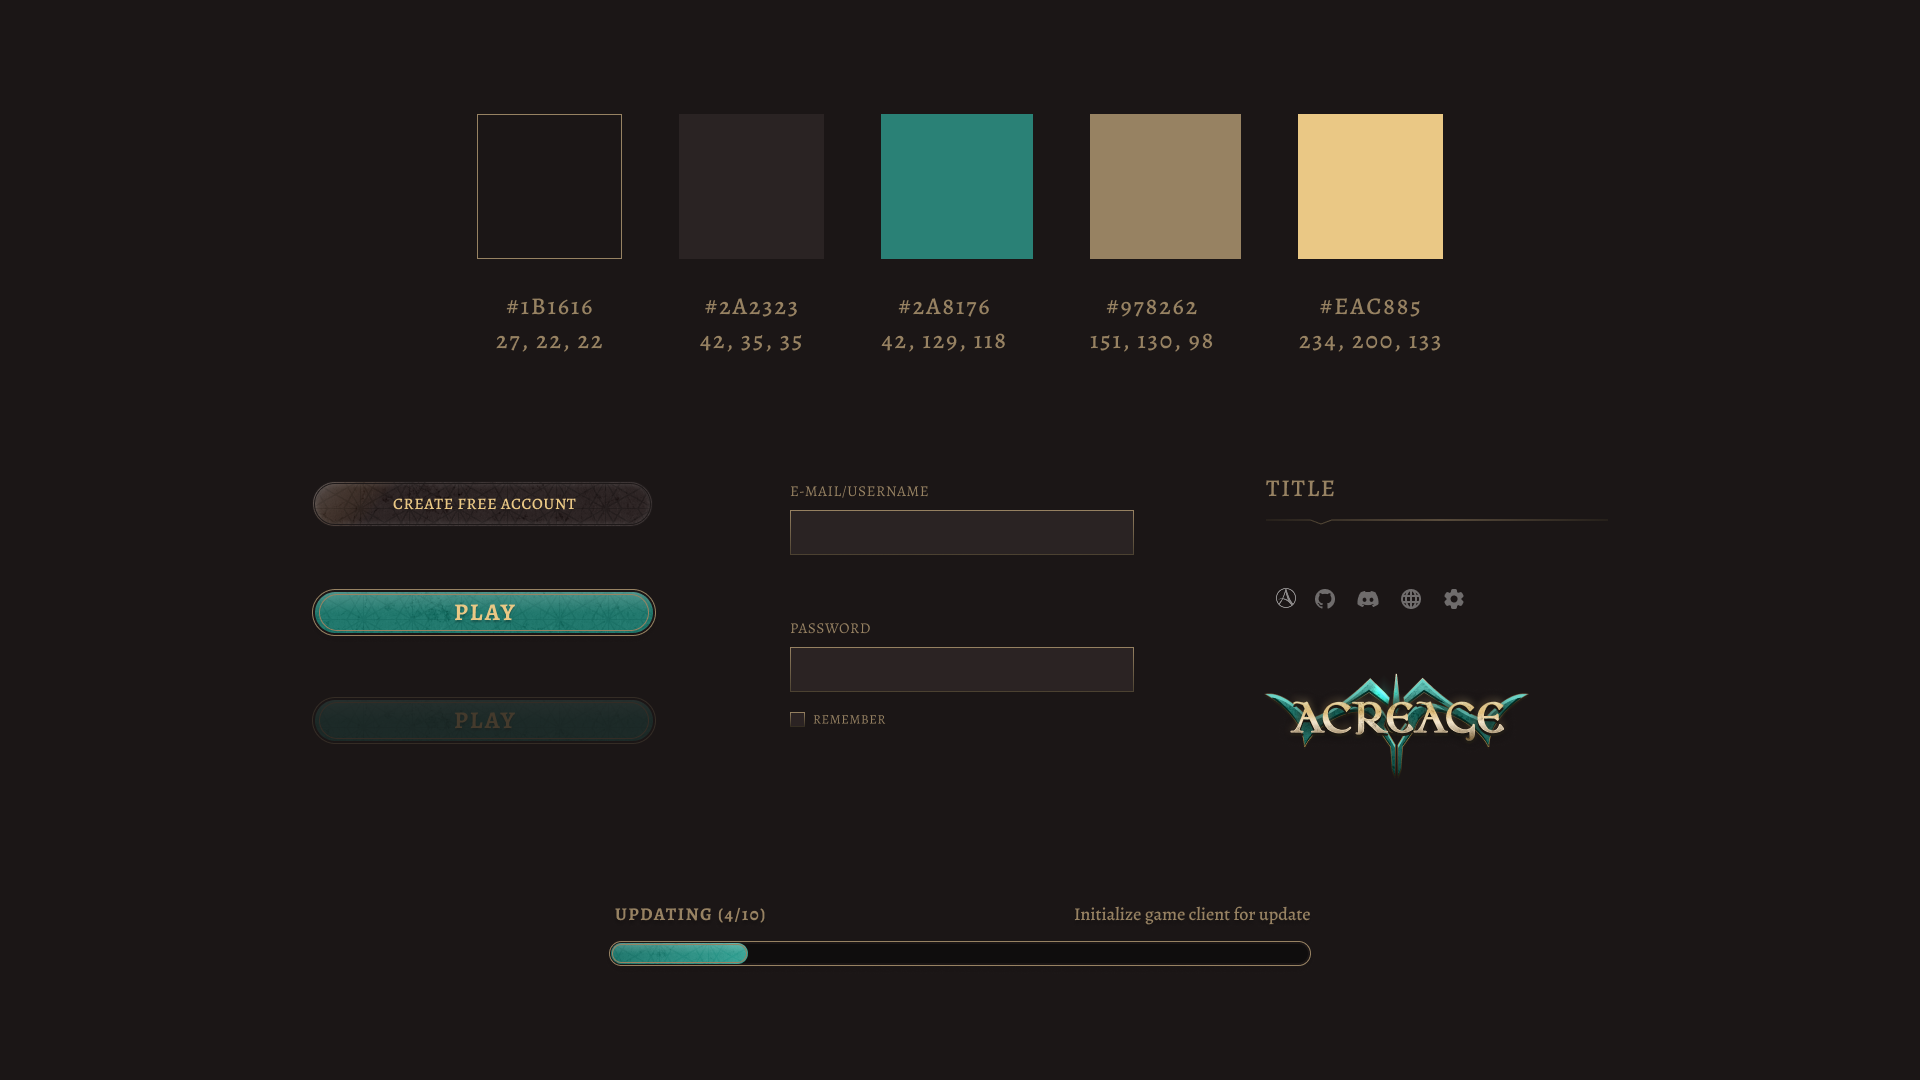 #1B1616
27, 22, 22
#2A2323
42, 35, 35
#2A8176
42, 129, 118
#978262
151, 130, 98
#EAC885
234, 200, 133
CREATE FREE ACCOUNT
PLAY
PLAY
E-MAIL/USERNAME
PASSWORD
REMEMBER
TITLE
ACREAGE
UPDATING (4/10)
Initialize game client for update